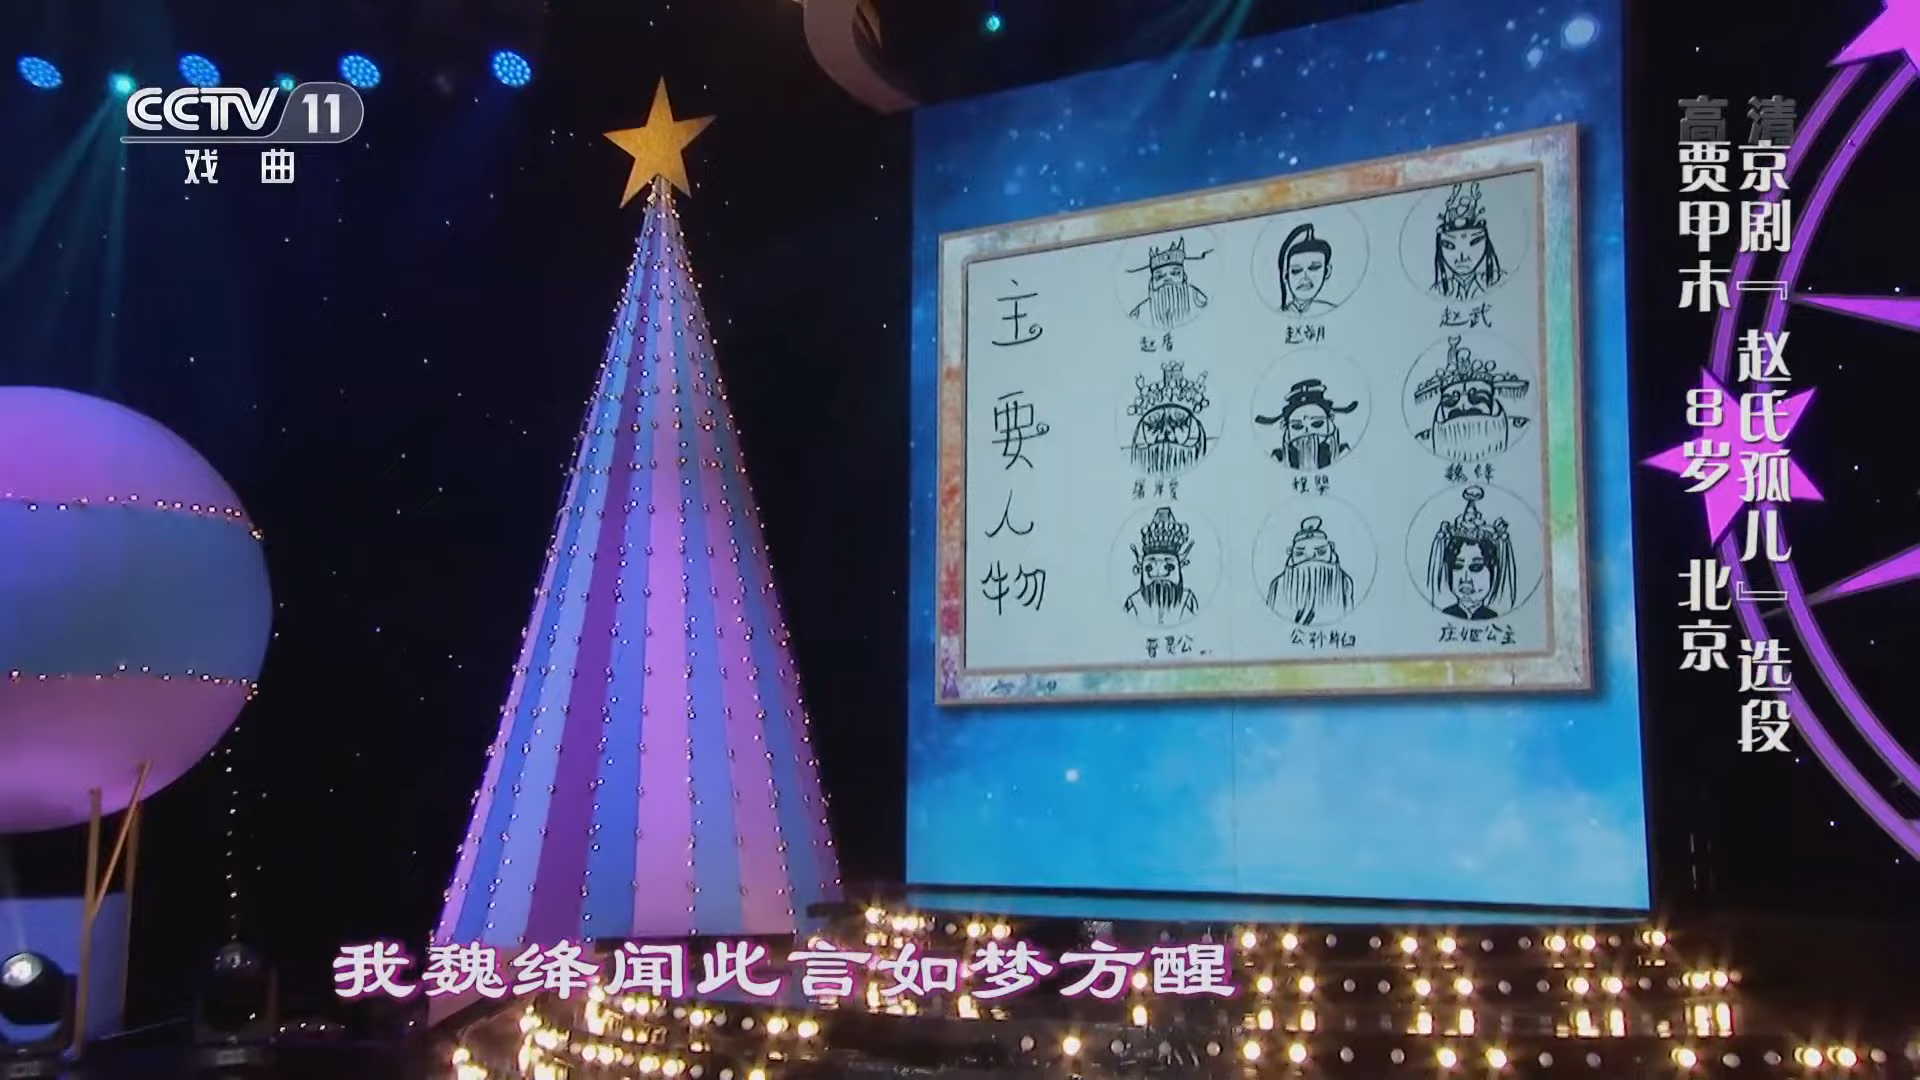 CCTV 11
戏曲
高清
京剧『赵氏孤儿』选段
贾甲木 8岁 北京
主要人物
赵盾
赵朔
赵武
屠岸贾
程婴
魏绛
晋灵公
公孙杵臼
庄姬公主
我魏绛闻此言如梦方醒